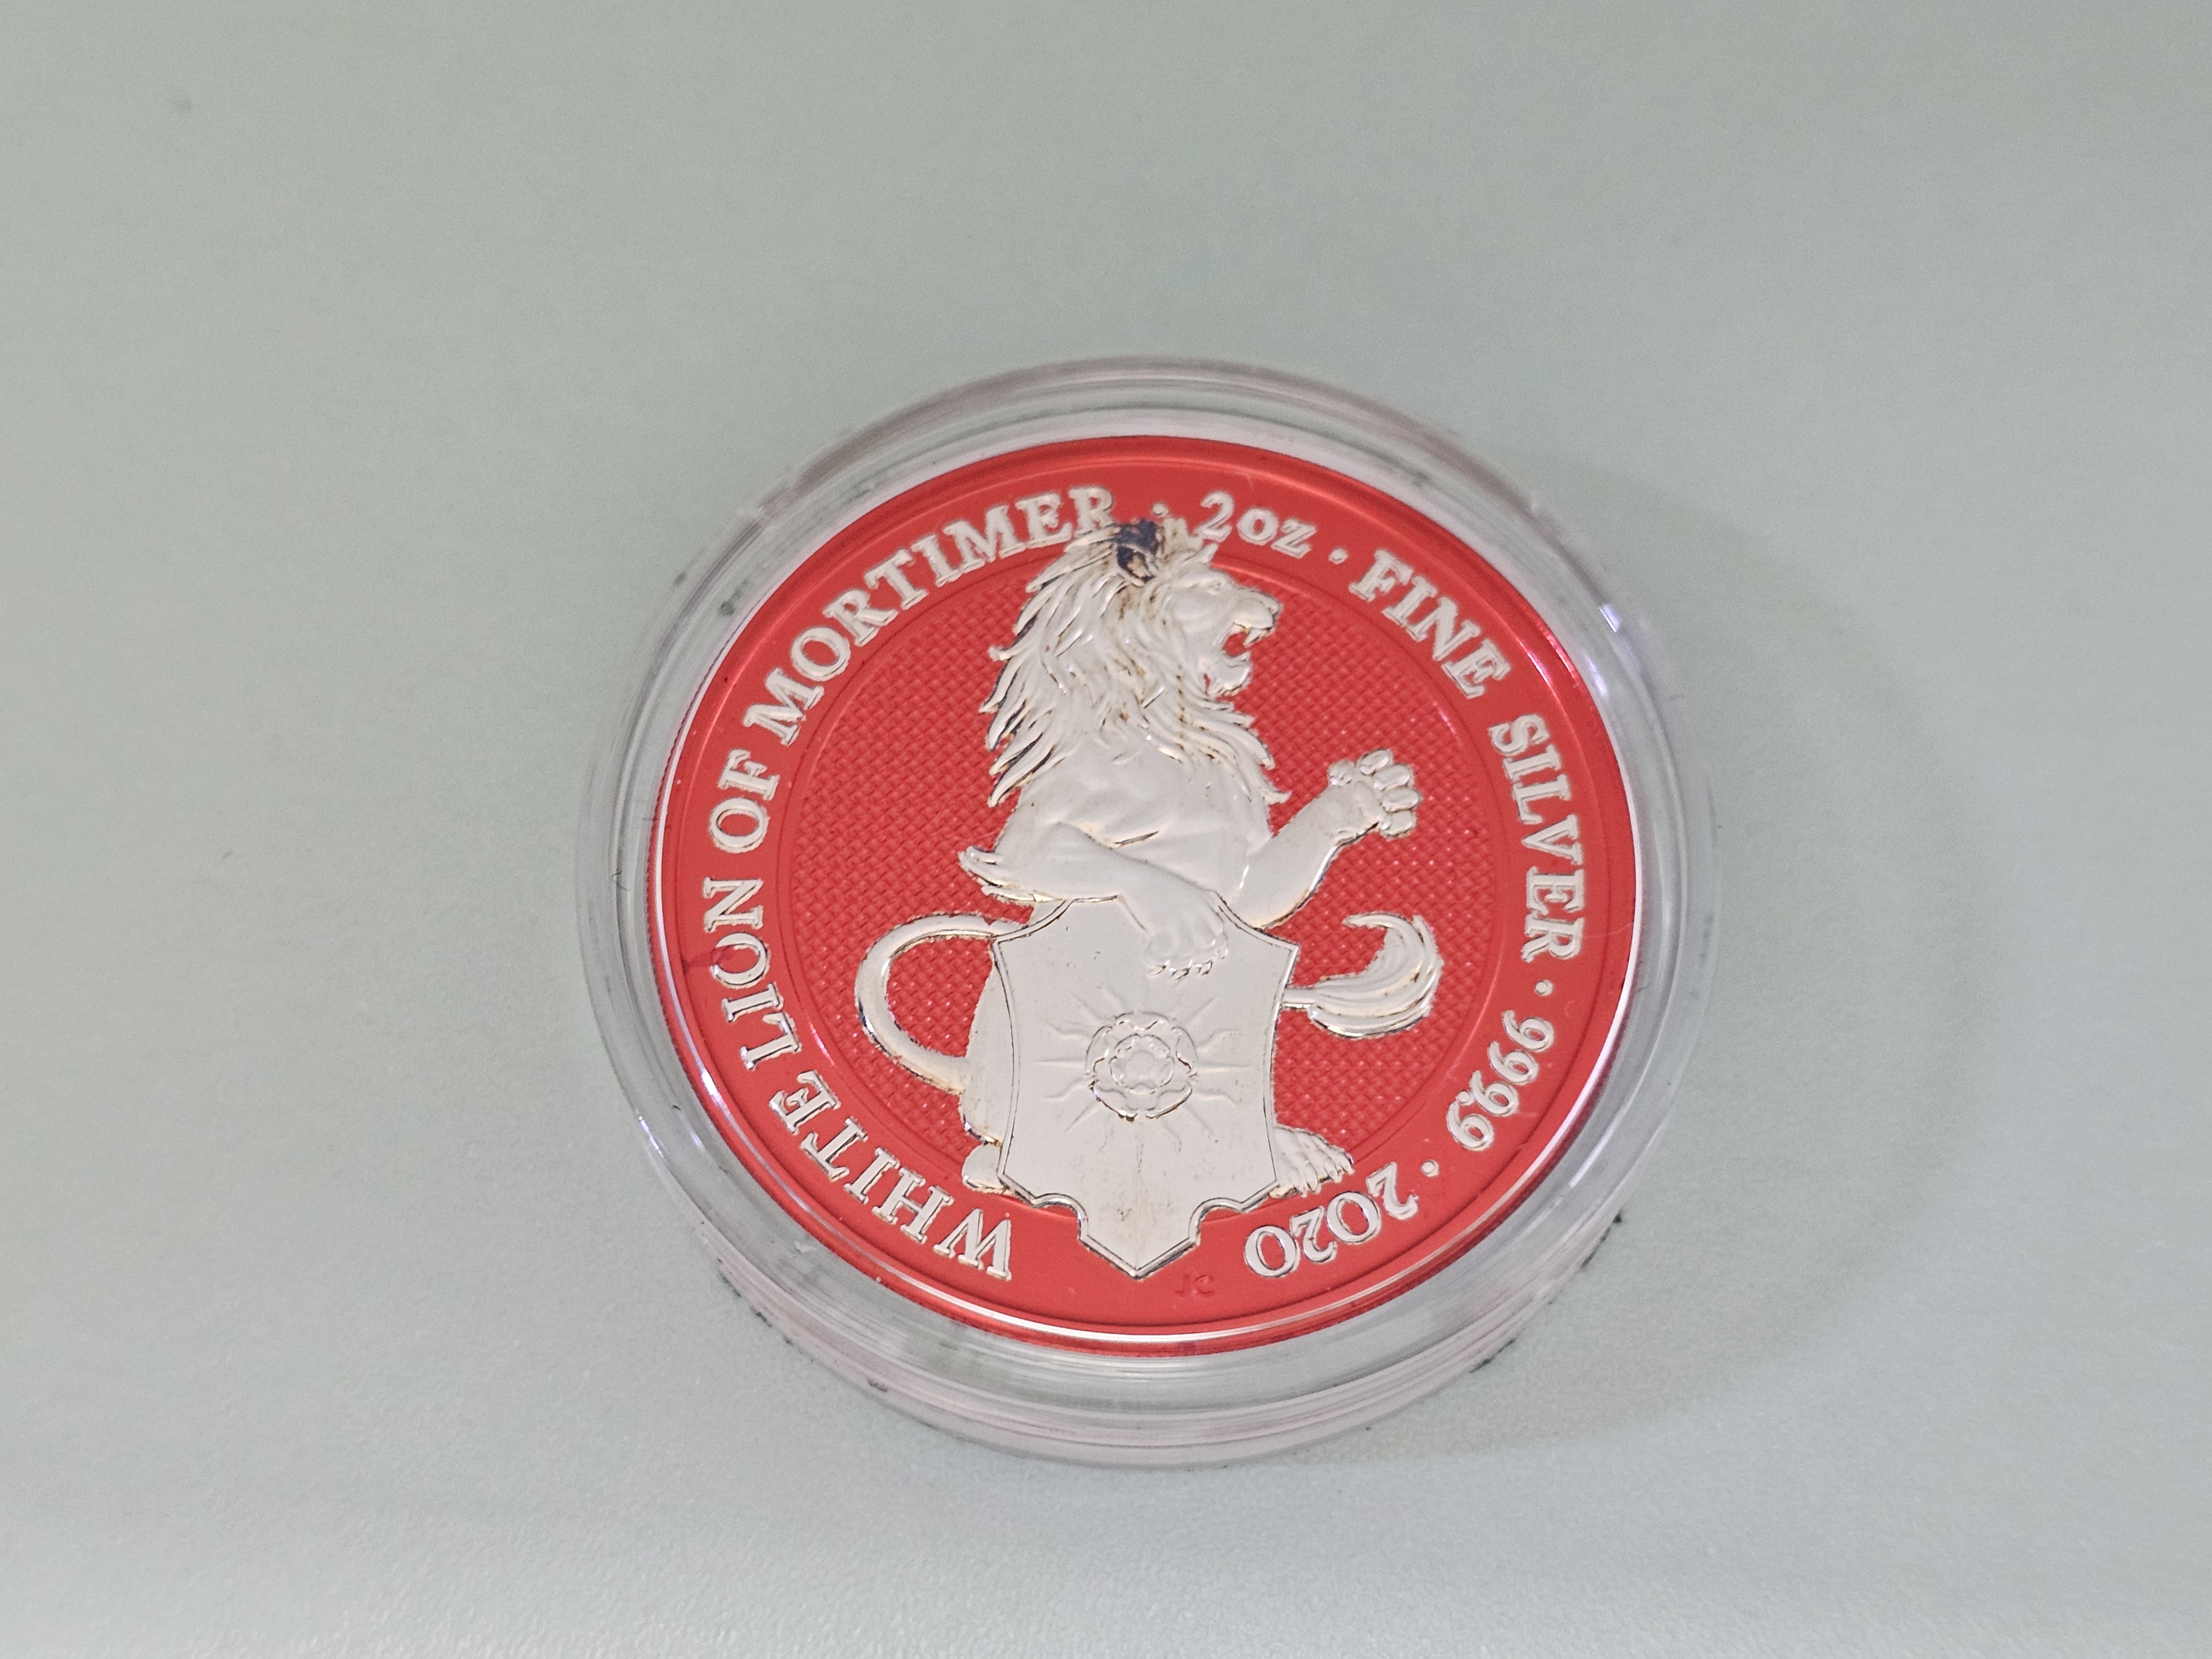 WHITE LION OF MORTIMER · 2OZ · FINE SILVER · 9999 · 2020
JC